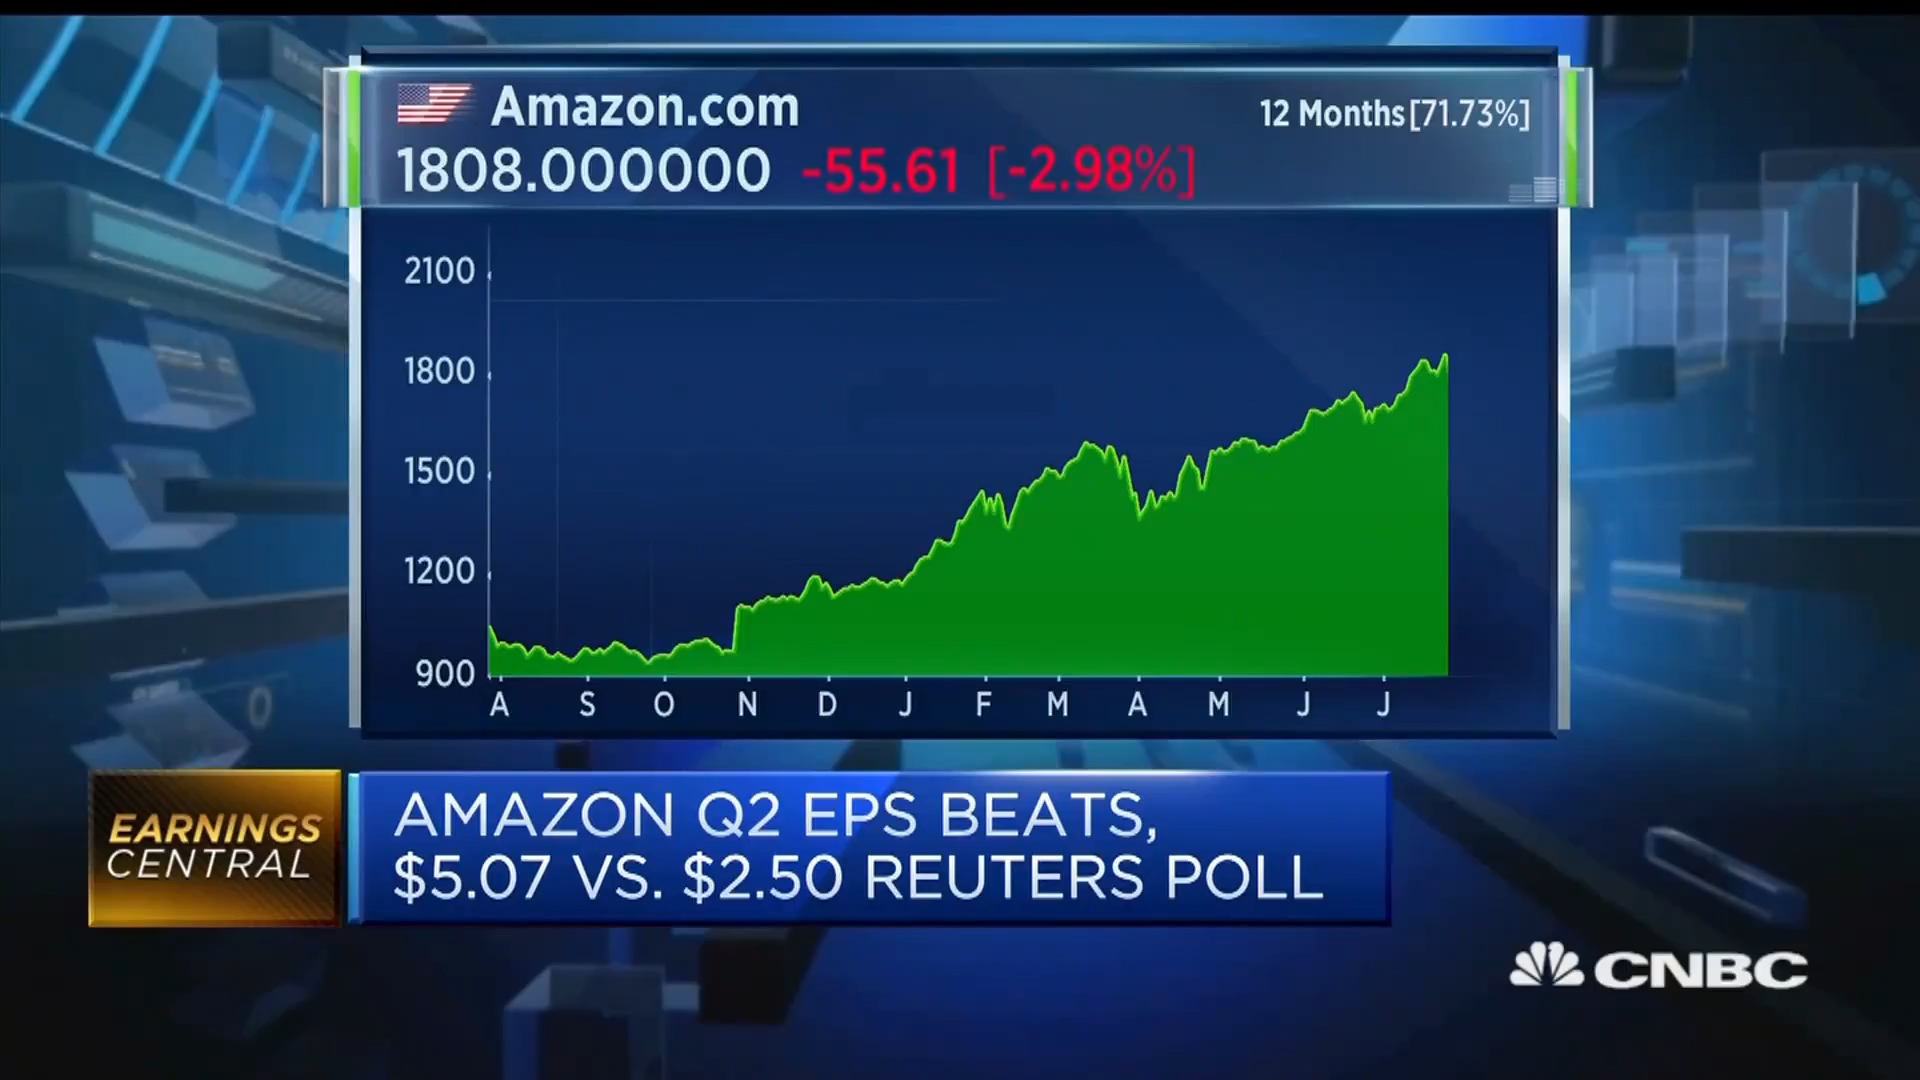 Amazon.com
12 Months[71.73%]
1808.000000 -55.61 [-2.98%]
2100
1800
1500
1200
900
A S O N D J F M A M J J
EARNINGS
CENTRAL
AMAZON Q2 EPS BEATS,
$5.07 VS. $2.50 REUTERS POLL
CNBC